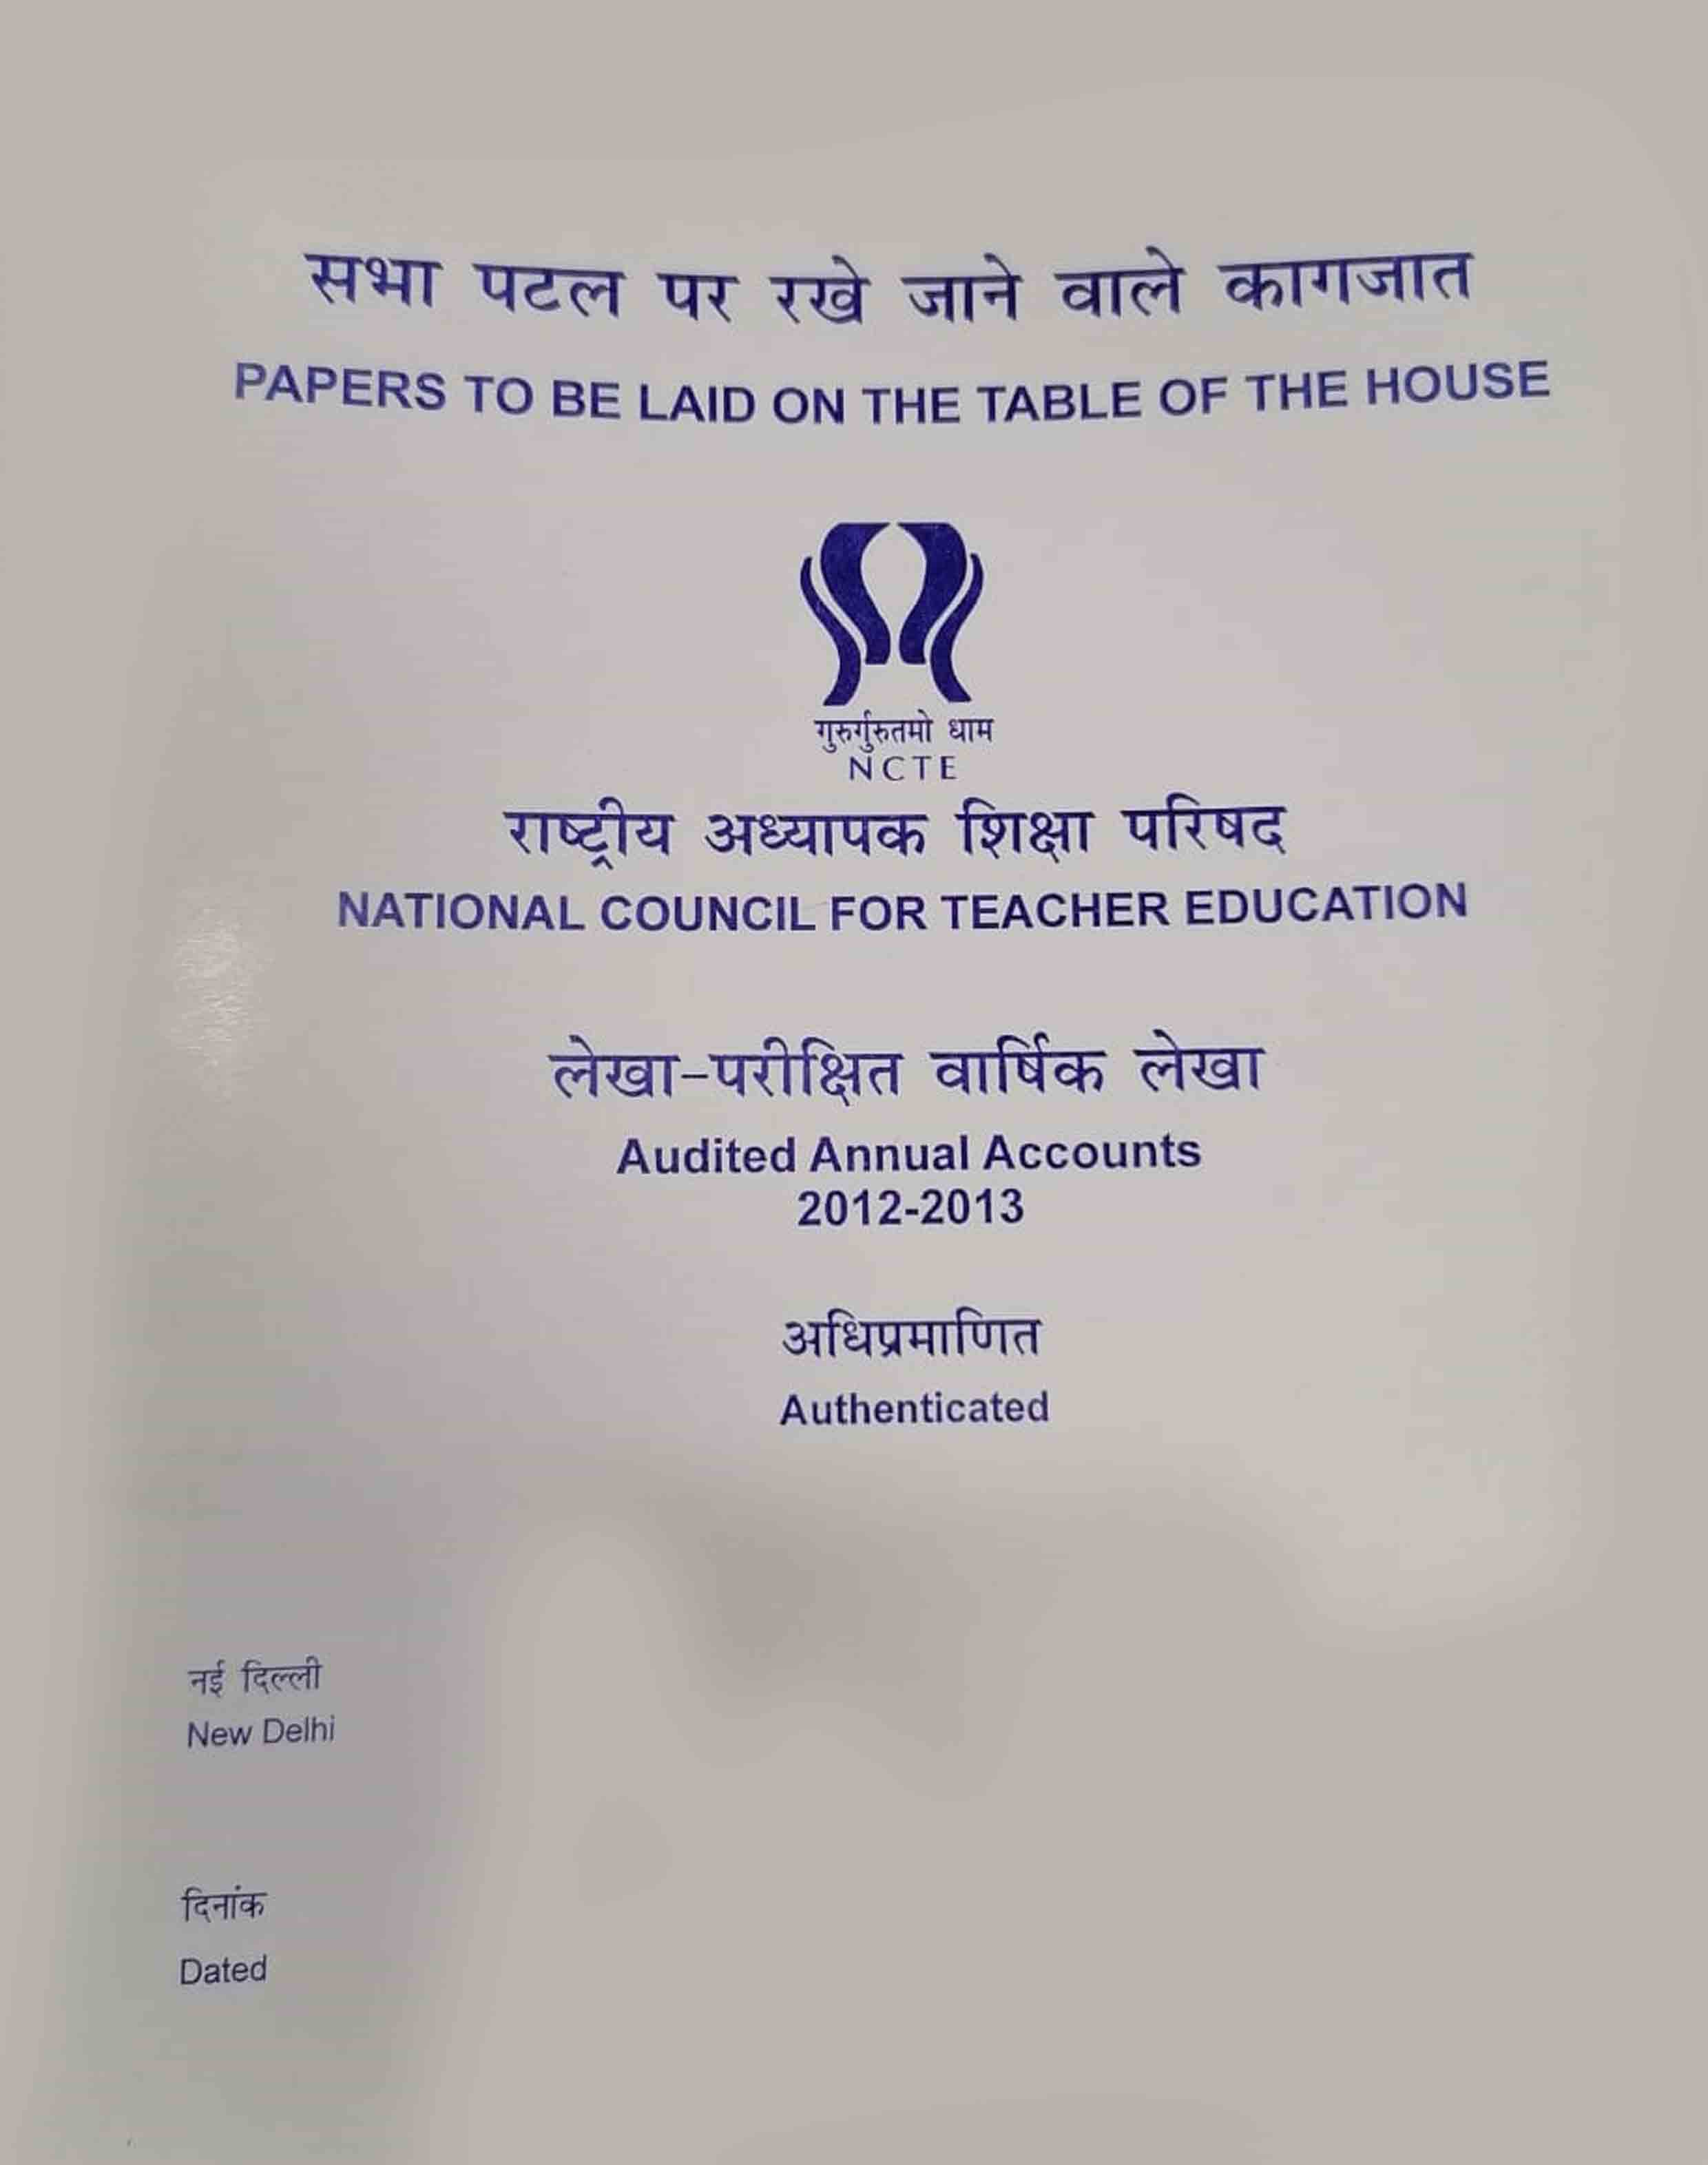 सभा पटल पर रखे जाने वाले कागजात
PAPERS TO BE LAID ON THE TABLE OF THE HOUSE
गुरुर्गुरुतमो धाम
NCTE
राष्ट्रीय अध्यापक शिक्षा परिषद
NATIONAL COUNCIL FOR TEACHER EDUCATION
लेखा-परीक्षित वार्षिक लेखा
Audited Annual Accounts
2012-2013
अधिप्रमाणित
Authenticated
नई दिल्ली
New Delhi
दिनांक
Dated